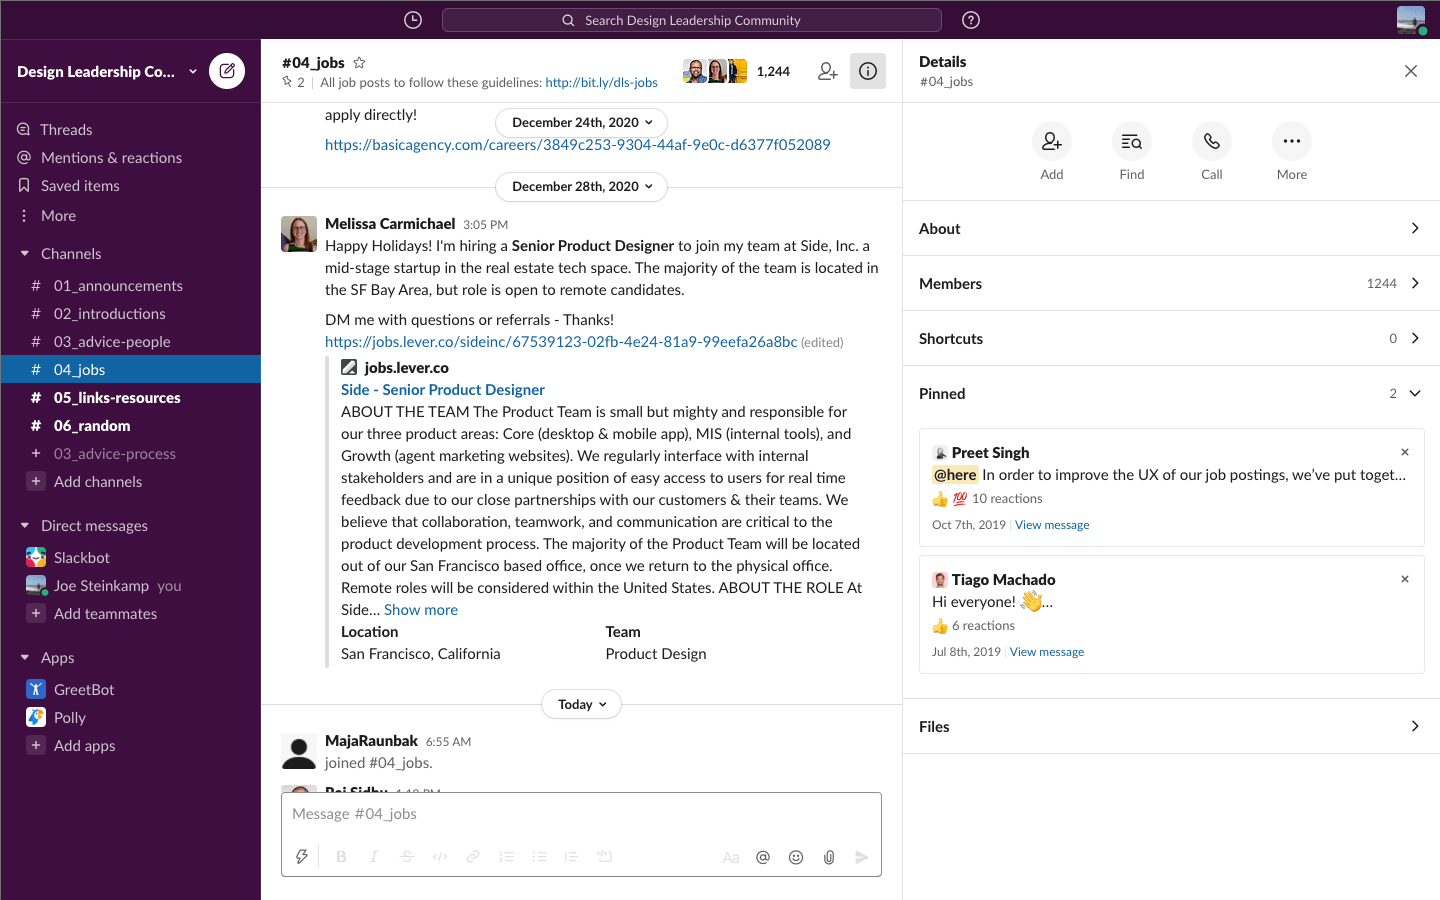 Search Design Leadership Community
Design Leadership Co...
Threads
Mentions & reactions
Saved items
More
Channels
# 01_announcements
# 02_introductions
# 03_advice-people
# 04_jobs
# 05_links-resources
# 06_random
+ 03_advice-process
+ Add channels
Direct messages
Slackbot
Joe Steinkamp you
+ Add teammates
Apps
GreetBot
Polly
+ Add apps
#04_jobs
2 | All job posts to follow these guidelines: http://bit.ly/dls-jobs
1,244
apply directly!
December 24th, 2020
https://basicagency.com/careers/3849c253-9304-44af-9e0c-d6377f052089
December 28th, 2020
Melissa Carmichael 3:05 PM
Happy Holidays! I'm hiring a Senior Product Designer to join my team at Side, Inc. a
mid-stage startup in the real estate tech space. The majority of the team is located in
the SF Bay Area, but role is open to remote candidates.
DM me with questions or referrals - Thanks!
https://jobs.lever.co/sideinc/67539123-02fb-4e24-81a9-99eefa26a8bc (edited)
jobs.lever.co
Side - Senior Product Designer
ABOUT THE TEAM The Product Team is small but mighty and responsible for
our three product areas: Core (desktop & mobile app), MIS (internal tools), and
Growth (agent marketing websites). We regularly interface with internal
stakeholders and are in a unique position of easy access to users for real time
feedback due to our close partnerships with our customers & their teams. We
believe that collaboration, teamwork, and communication are critical to the
product development process. The majority of the Product Team will be located
out of our San Francisco based office, once we return to the physical office.
Remote roles will be considered within the United States. ABOUT THE ROLE At
Side... Show more
Location Team
San Francisco, California Product Design
Today
MajaRaunbak 6:55 AM
joined #04_jobs.
Message #04_jobs
B I S </> Aa @
Details
#04_jobs
Add Find Call More
About
Members 1244
Shortcuts 0
Pinned 2
Preet Singh
@here In order to improve the UX of our job postings, we've put toget...
👍 💯 10 reactions
Oct 7th, 2019 | View message
Tiago Machado
Hi everyone! 👋...
👍 6 reactions
Jul 8th, 2019 | View message
Files